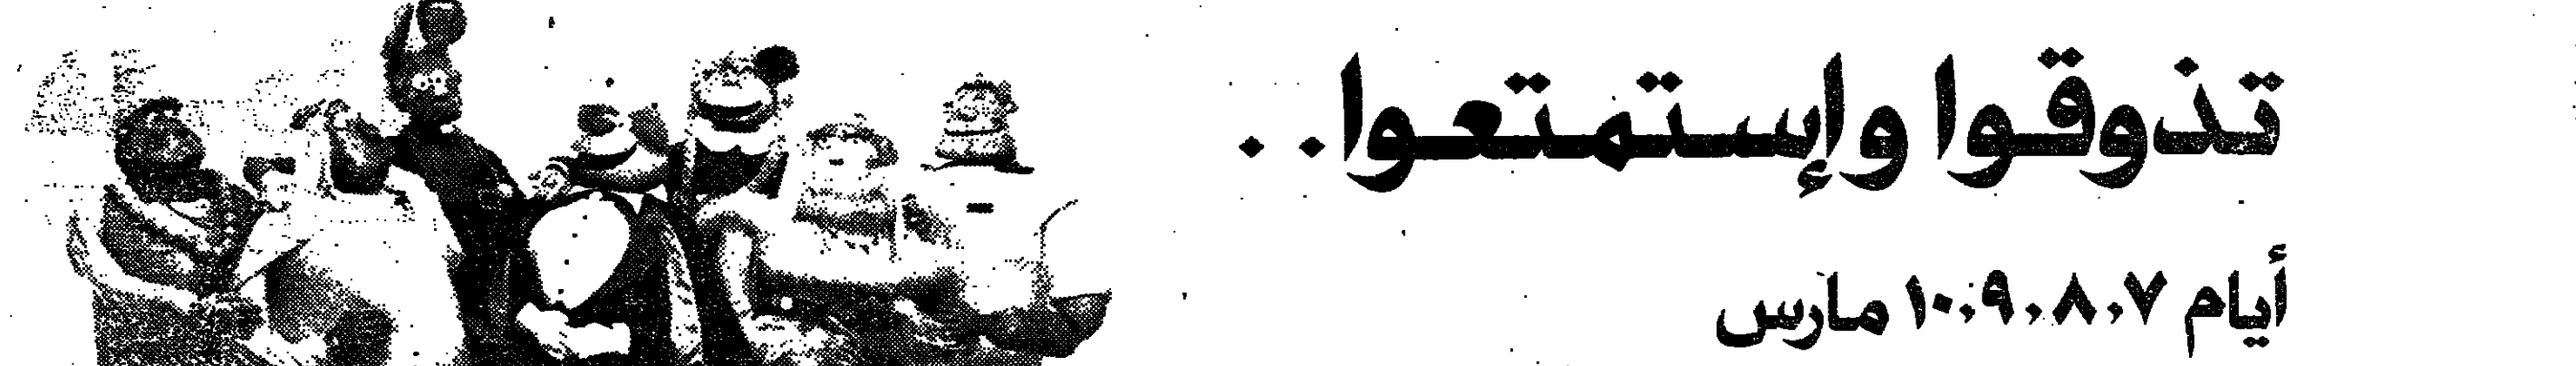 تذوقوا وإستمتعوا..
أيام ٧، ٨، ٩، ١٠ مارس